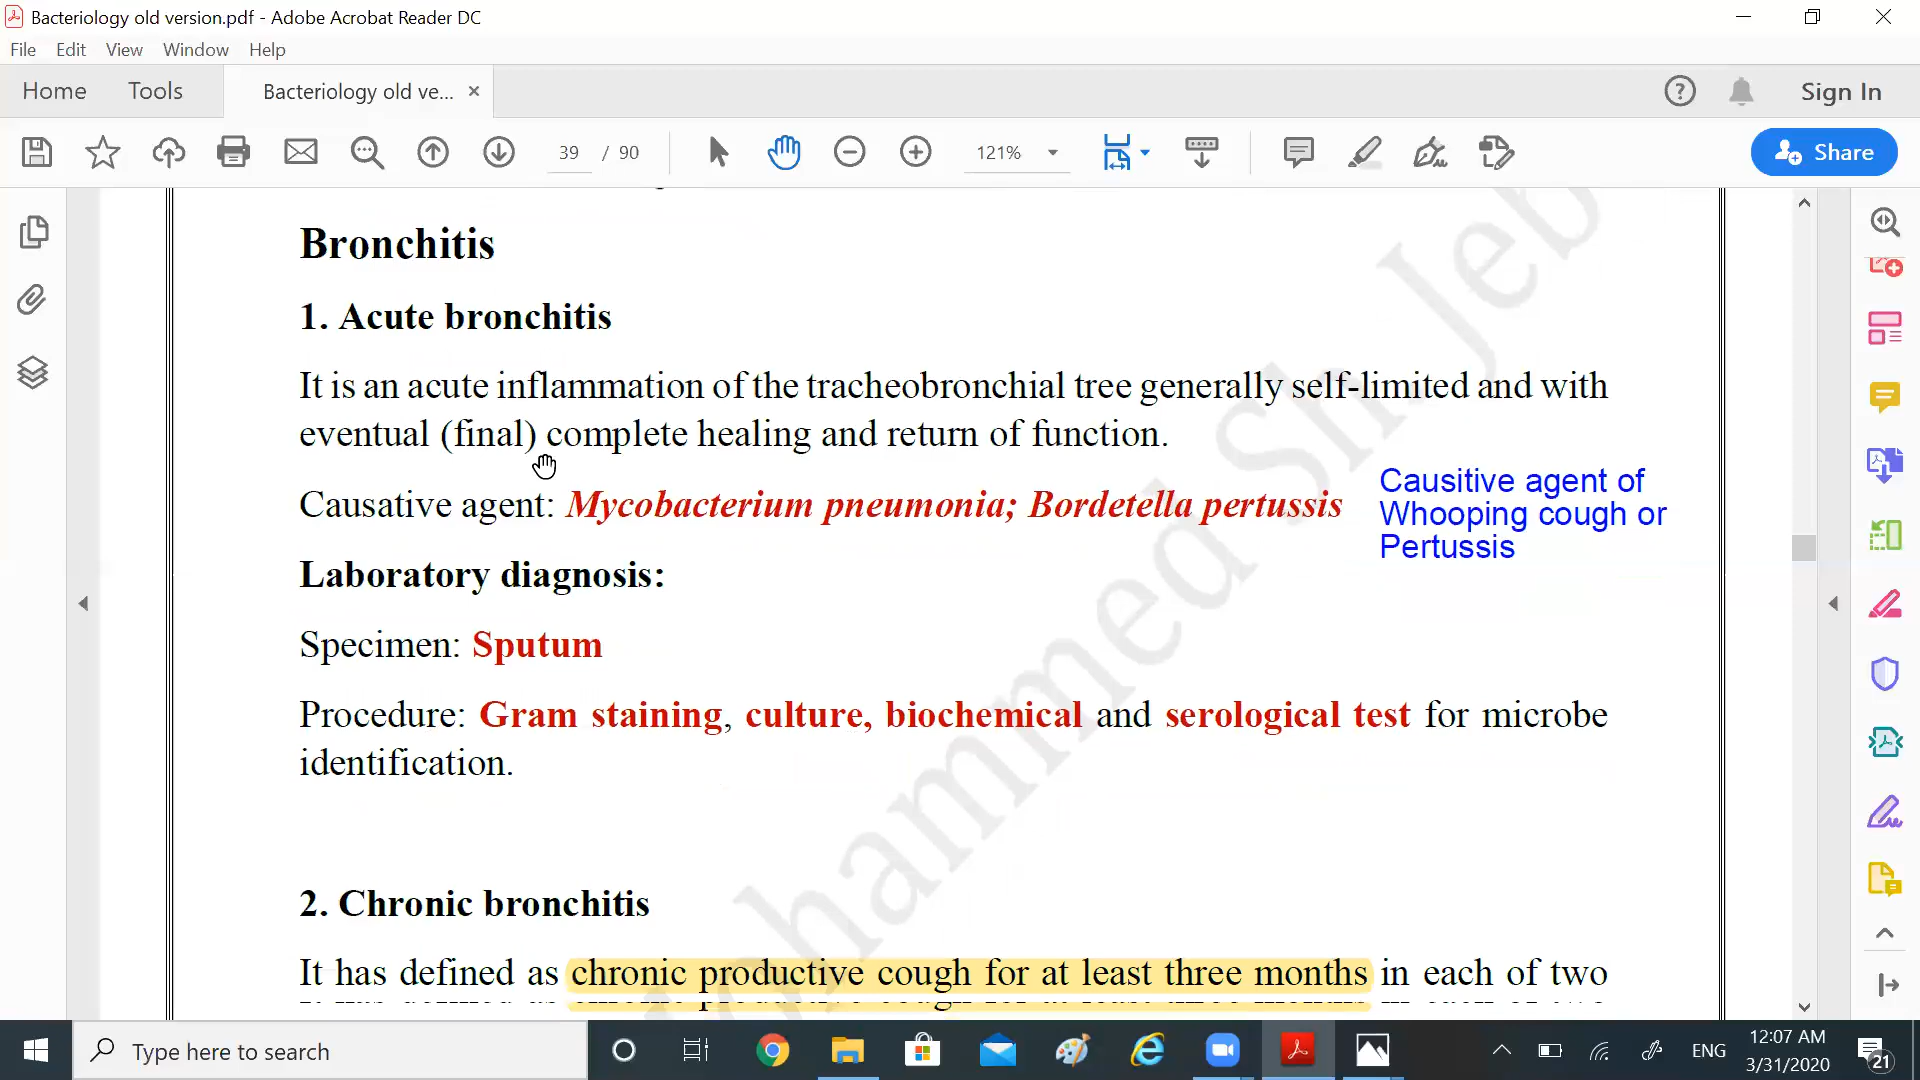 Bacteriology old version.pdf - Adobe Acrobat Reader DC
File Edit View Window Help
Home Tools Bacteriology old ve... × Sign In
39 / 90 121% Share
Bronchitis
1. Acute bronchitis
It is an acute inflammation of the tracheobronchial tree generally self-limited and with
eventual (final) complete healing and return of function.
Causative agent: Mycobacterium pneumonia; Bordetella pertussis
Causitive agent of
Whooping cough or
Pertussis
Laboratory diagnosis:
Specimen: Sputum
Procedure: Gram staining, culture, biochemical and serological test for microbe
identification.
2. Chronic bronchitis
It has defined as chronic productive cough for at least three months in each of two
Mohammed Sh. Jeb
Type here to search
ENG
12:07 AM
3/31/2020
21